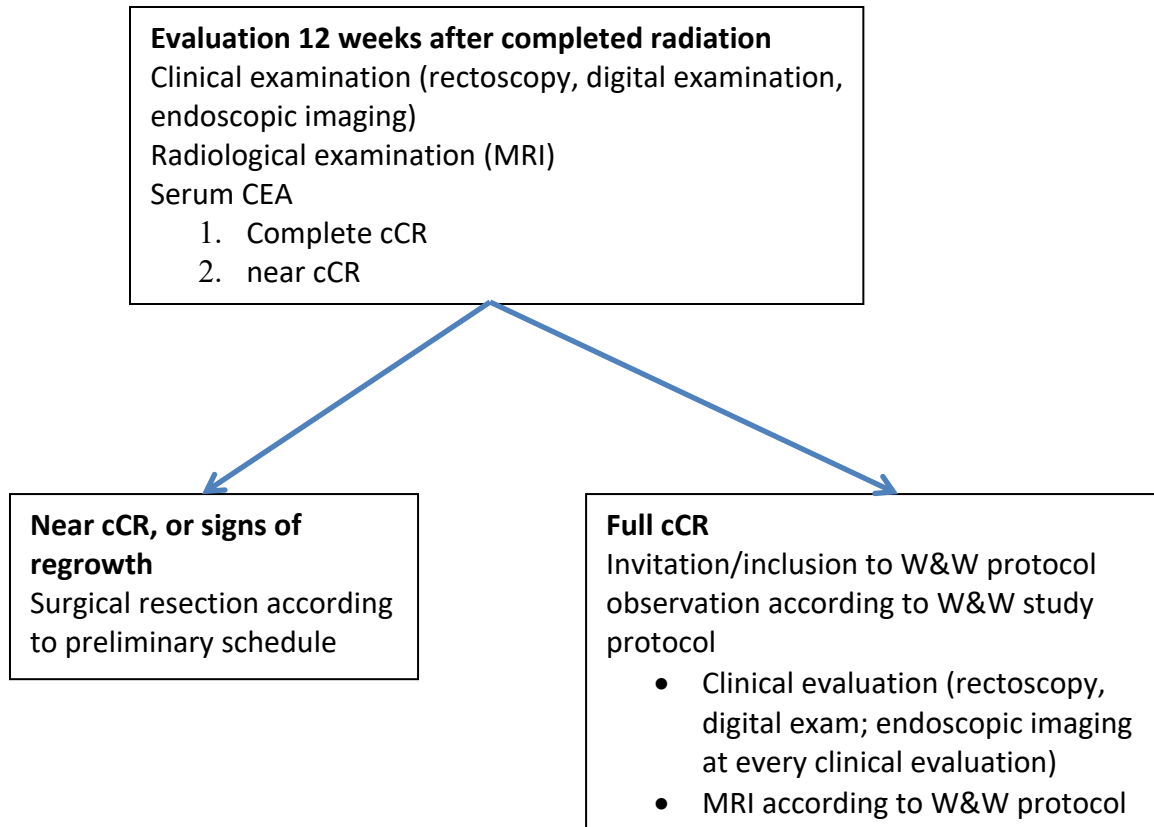 Evaluation 12 weeks after completed radiation
Clinical examination (rectoscopy, digital examination,
endoscopic imaging)
Radiological examination (MRI)
Serum CEA
1. Complete cCR
2. near cCR
Near cCR, or signs of
regrowth
Surgical resection according
to preliminary schedule
Full cCR
Invitation/inclusion to W&W protocol
observation according to W&W study
protocol
• Clinical evaluation (rectoscopy,
digital exam; endoscopic imaging
at every clinical evaluation)
• MRI according to W&W protocol